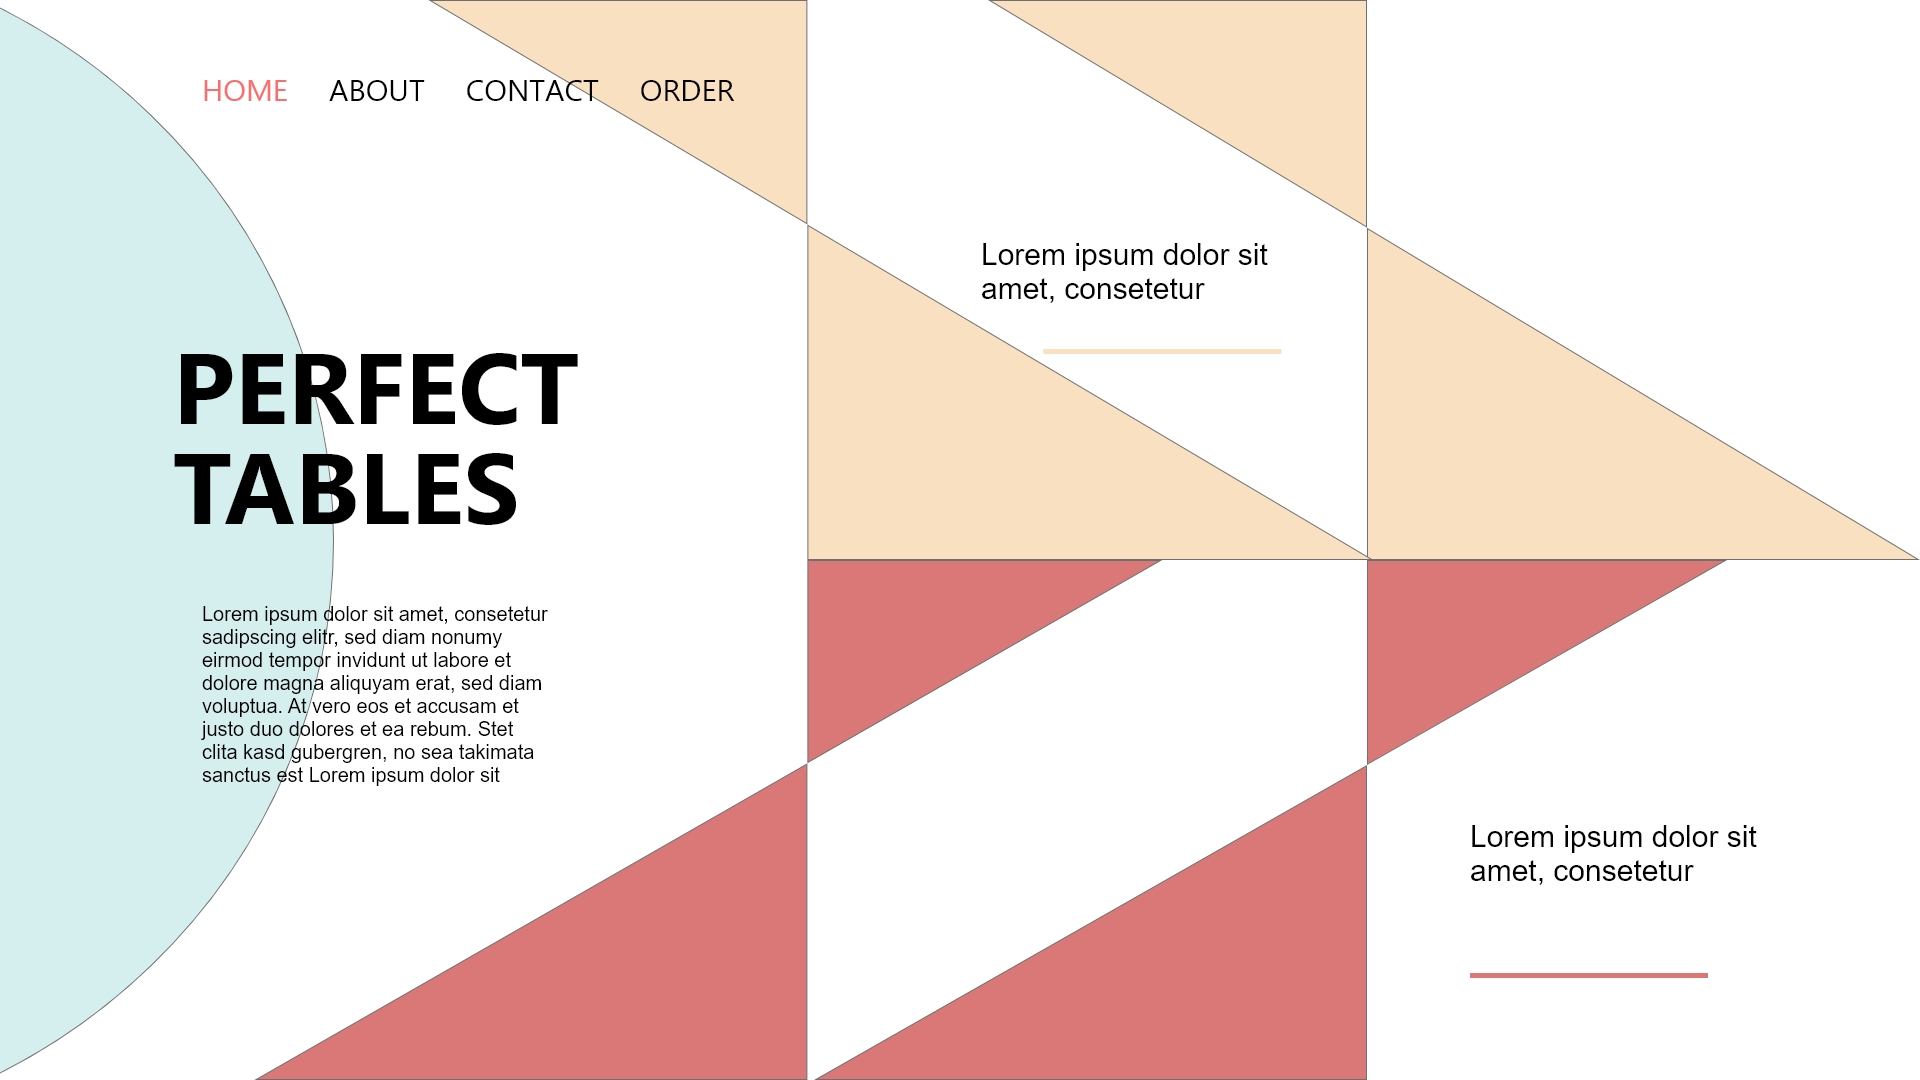 HOME ABOUT CONTACT ORDER
Lorem ipsum dolor sit
amet, consetetur
PERFECT
TABLES
Lorem ipsum dolor sit amet, consetetur
sadipscing elitr, sed diam nonumy
eirmod tempor invidunt ut labore et
dolore magna aliquyam erat, sed diam
voluptua. At vero eos et accusam et
justo duo dolores et ea rebum. Stet
clita kasd gubergren, no sea takimata
sanctus est Lorem ipsum dolor sit
Lorem ipsum dolor sit
amet, consetetur